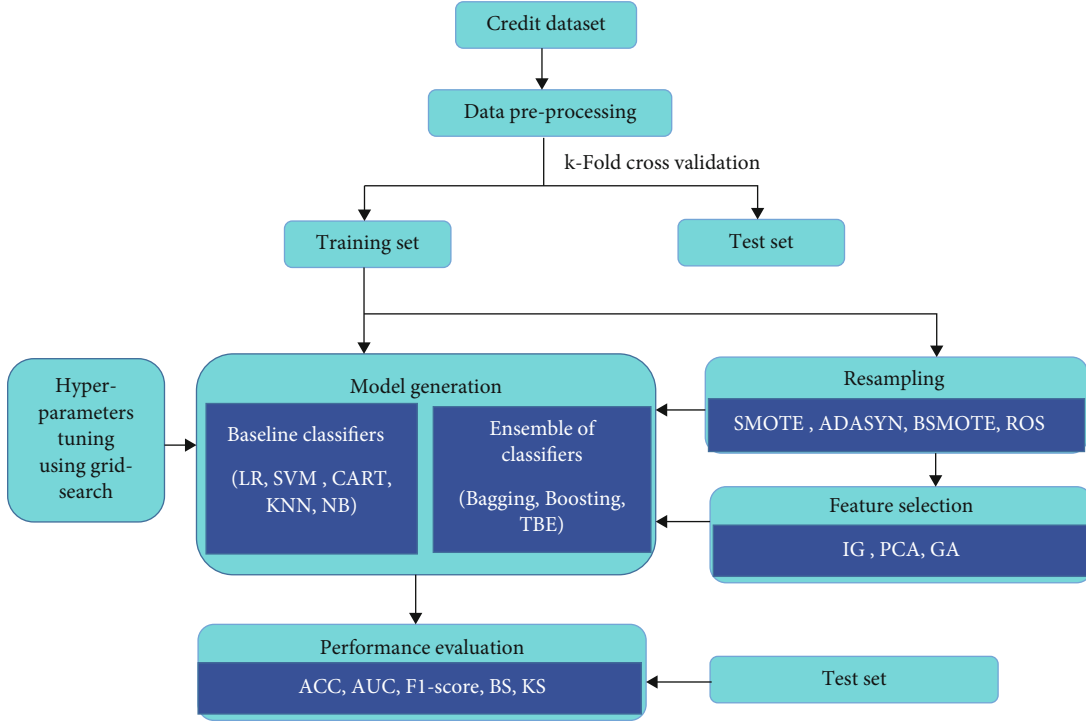 Credit dataset
Data pre-processing
k-Fold cross validation
Training set
Test set
Hyper-
parameters
tuning
using grid-
search
Model generation
Baseline classifiers
(LR, SVM , CART,
KNN, NB)
Ensemble of
classifiers
(Bagging, Boosting,
TBE)
Resampling
SMOTE , ADASYN, BSMOTE, ROS
Feature selection
IG , PCA, GA
Performance evaluation
ACC, AUC, F1-score, BS, KS
Test set